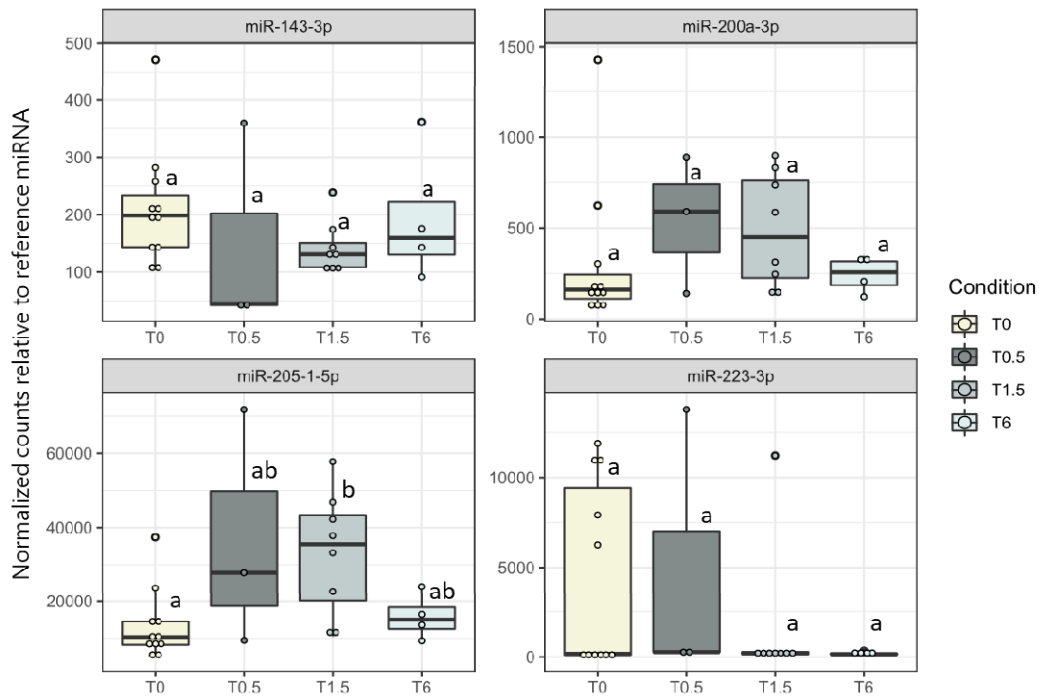 Normalized counts relative to reference miRNA
miR-143-3p
500
400
300
200
100
a
a
a
a
T0
T0.5
T1.5
T6
miR-200a-3p
1500
1000
500
0
a
a
a
a
T0
T0.5
T1.5
T6
miR-205-1-5p
60000
40000
20000
a
ab
b
ab
T0
T0.5
T1.5
T6
miR-223-3p
10000
5000
0
a
a
a
a
T0
T0.5
T1.5
T6
Condition
T0
T0.5
T1.5
T6